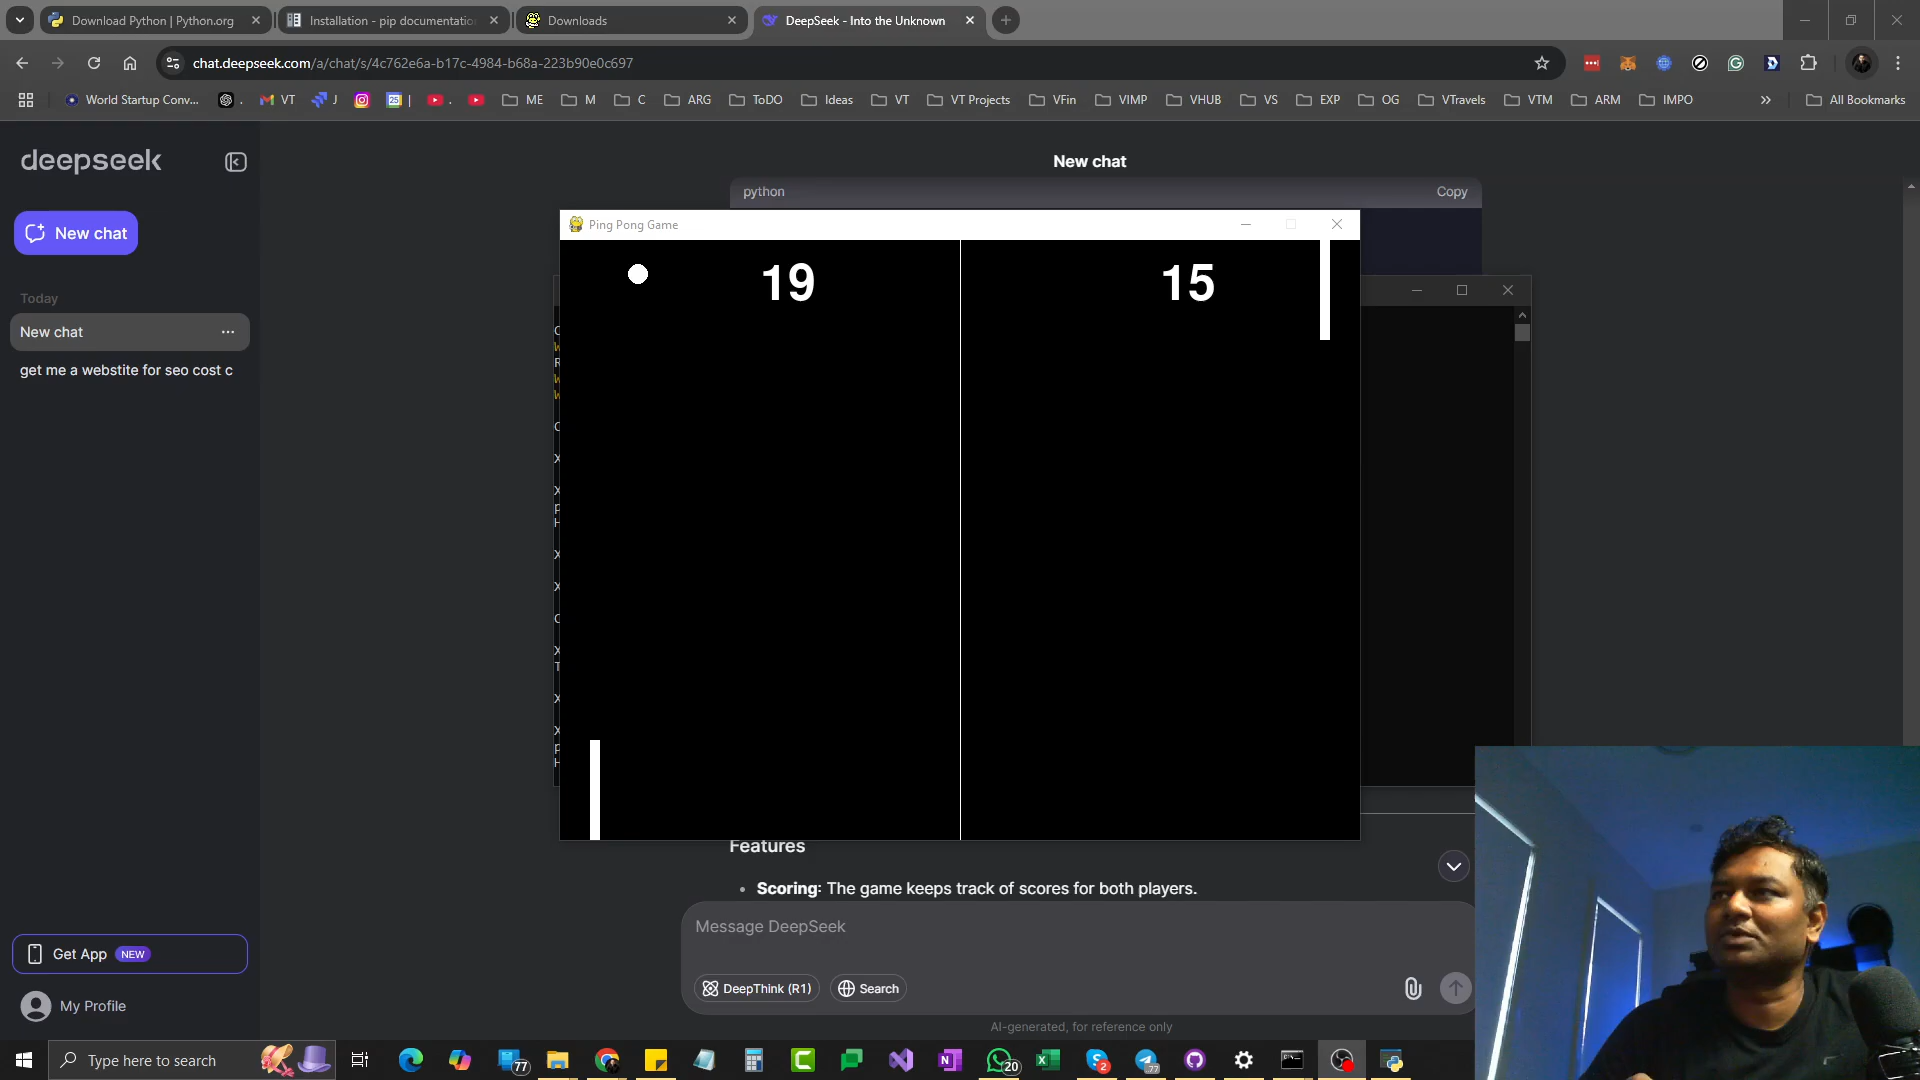 Download Python | Python.org
Installation - pip documentatio
Downloads
DeepSeek - Into the Unknown
chat.deepseek.com/a/chat/s/4c762e6a-b17c-4984-b68a-223b90e0c697
World Startup Conv...
.
VT
J
|
.
ME
M
C
ARG
ToDO
Ideas
VT
VT Projects
VFin
VIMP
VHUB
VS
EXP
OG
VTravels
VTM
ARM
IMPO
All Bookmarks
deepseek
New chat
Today
New chat
get me a webstite for seo cost c
Get App NEW
My Profile
New chat
python
Copy
Ping Pong Game
19
15
Features
Scoring: The game keeps track of scores for both players.
Message DeepSeek
DeepThink (R1)
Search
AI-generated, for reference only
Type here to search
77
20
2
77